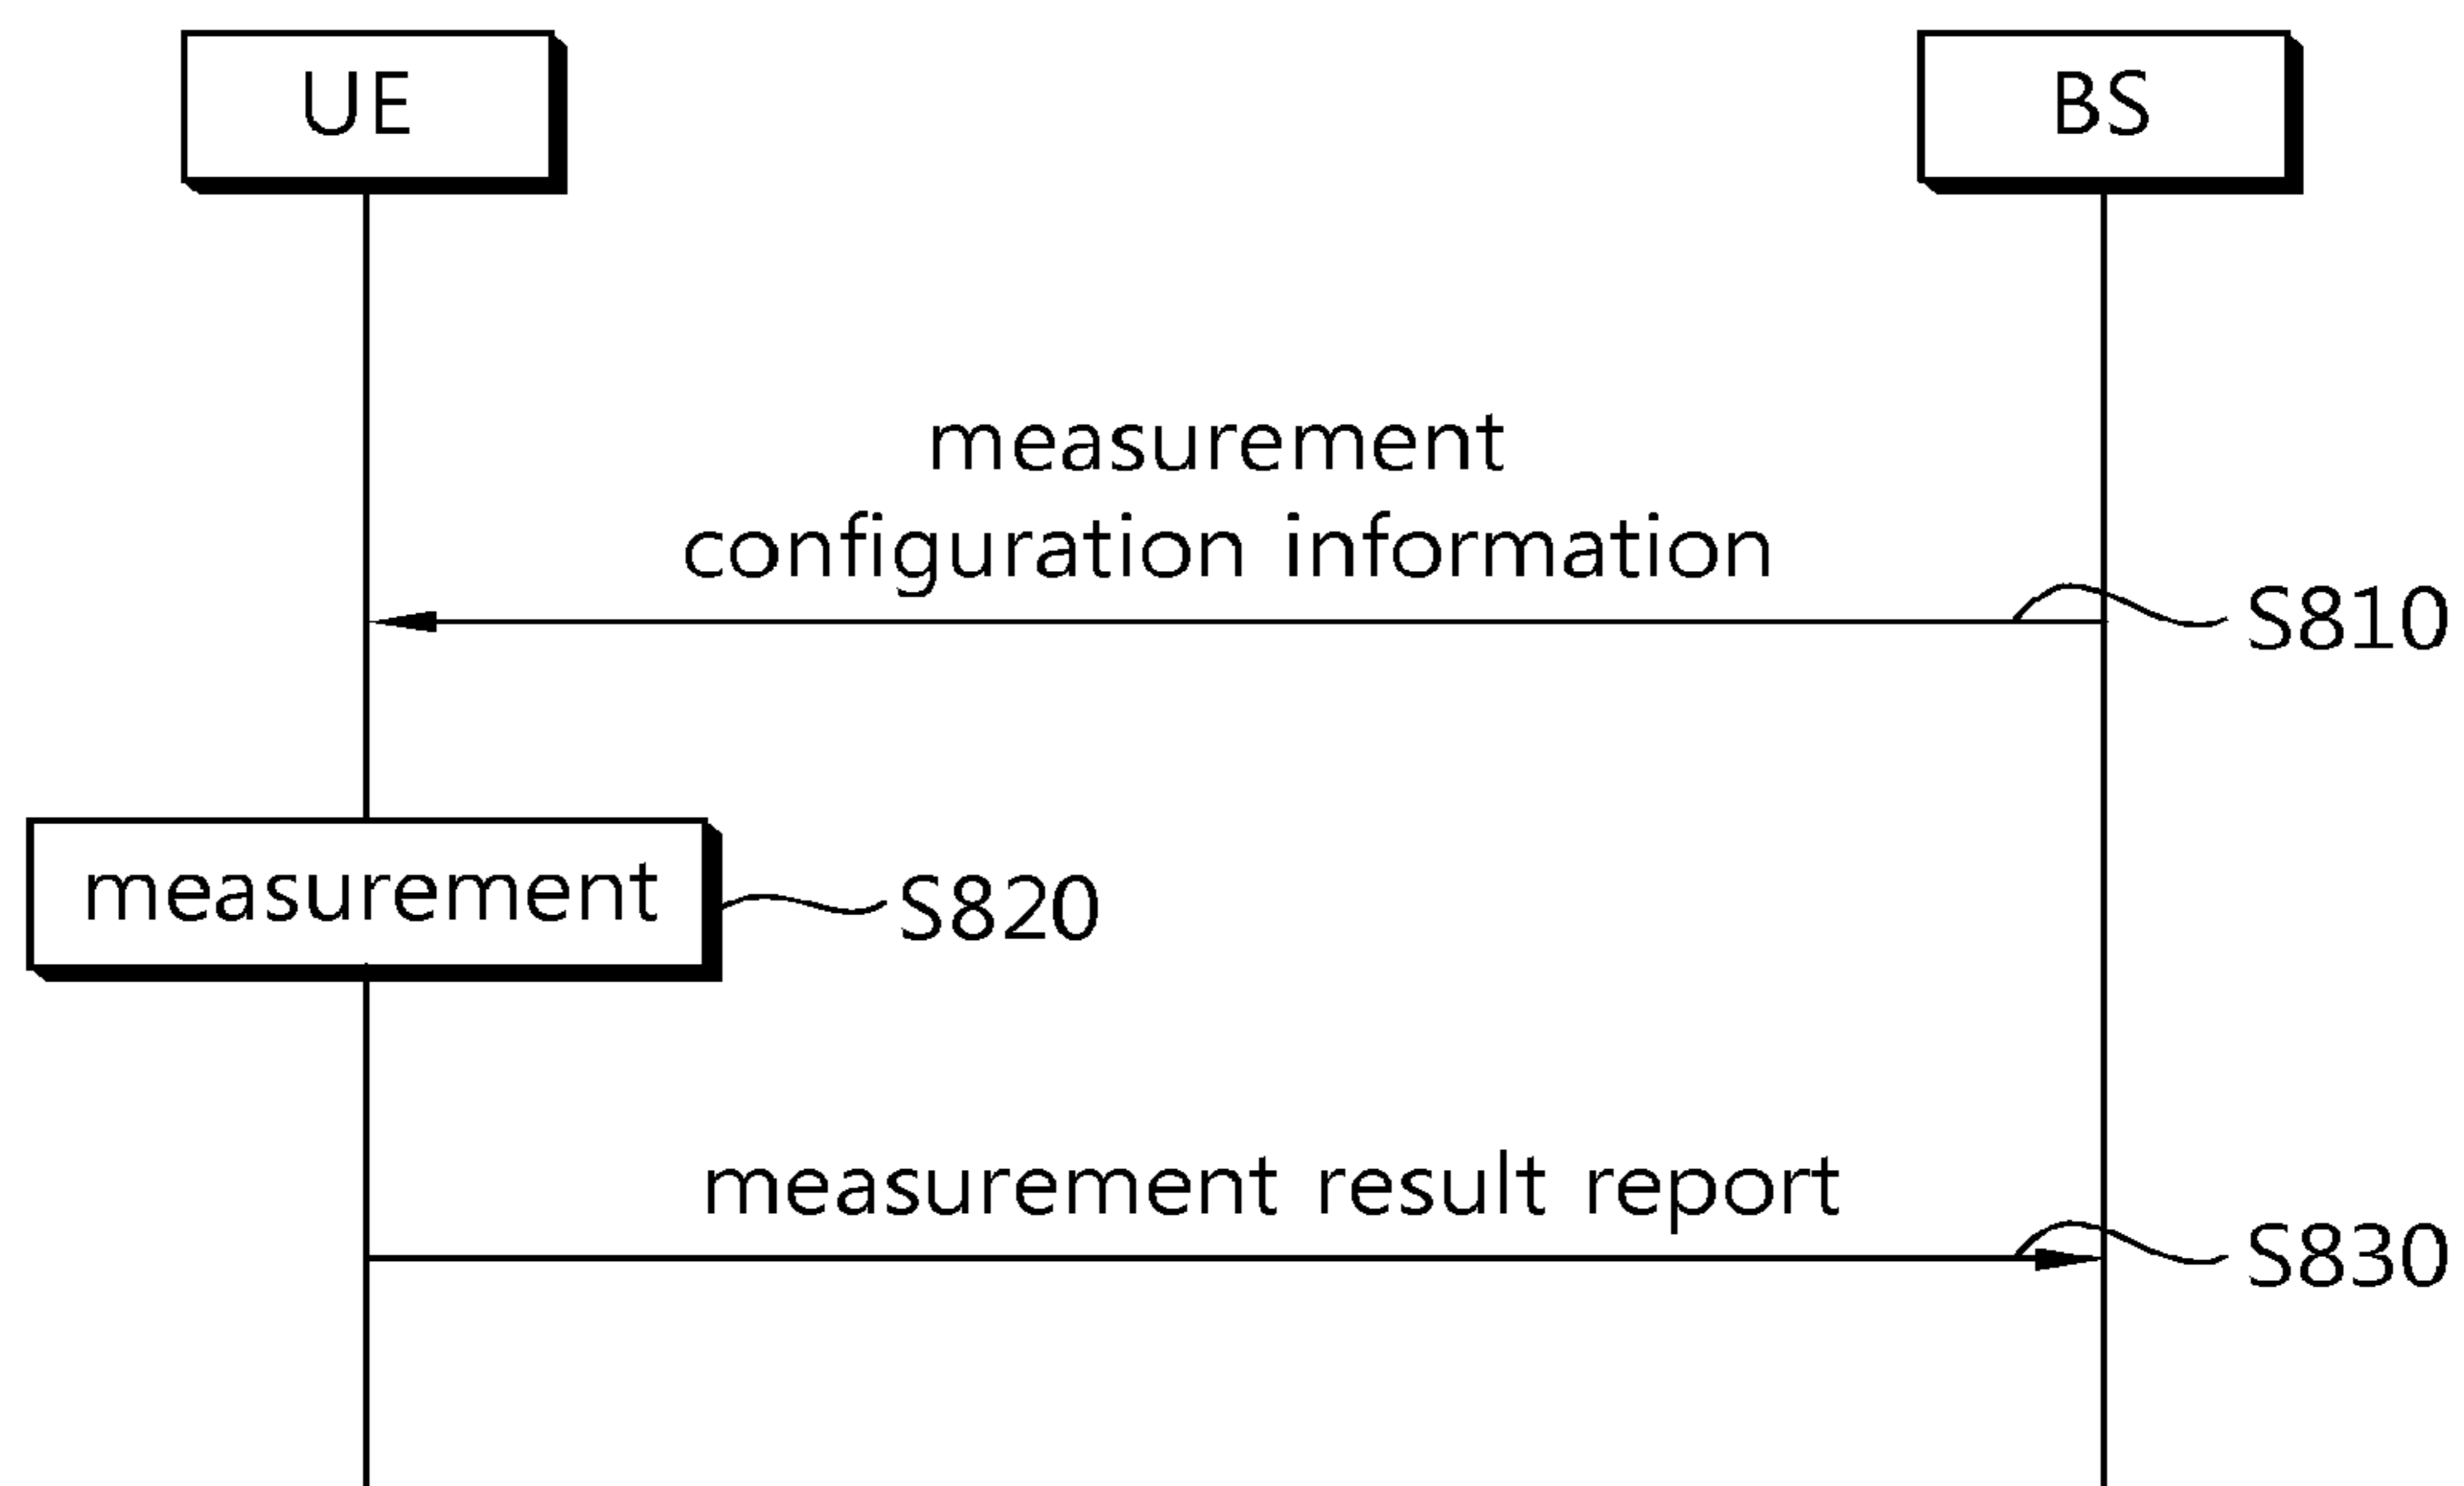 UE
BS
measurement
configuration information
S810
measurement
S820
measurement result report
S830